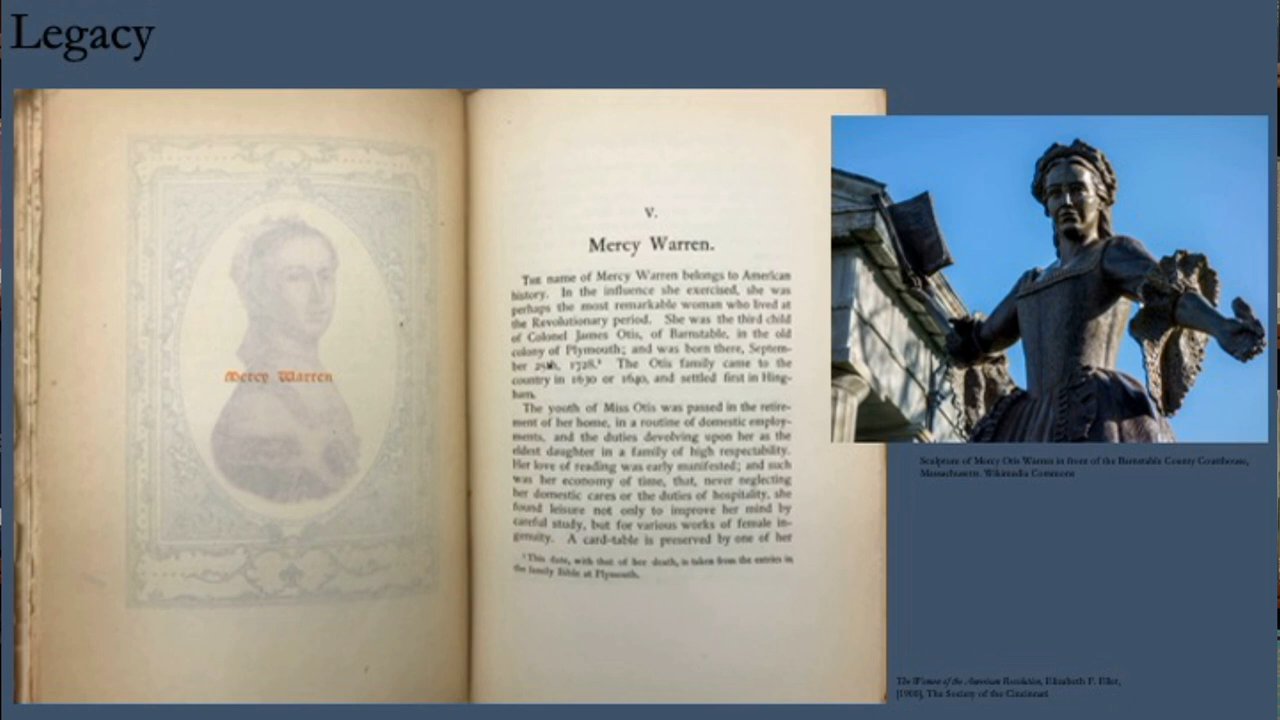 Legacy
Mercy Warren
V.
Mercy Warren.
THE name of Mercy Warren belongs to American
history. In the influence she exercised, she was
perhaps the most remarkable woman who lived at
the Revolutionary period. She was the third child
of Colonel James Otis, of Barnstable, in the old
colony of Plymouth; and was born there, Septem-
ber 25th, 1728.¹ The Otis family came to the
country in 1630 or 1640, and settled first in Hing-
ham.
The youth of Miss Otis was passed in the retire-
ment of her home, in a routine of domestic employ-
ments, and the duties devolving upon her as the
eldest daughter in a family of high respectability.
Her love of reading was early manifested; and such
was her economy of time, that, never neglecting
her domestic cares or the duties of hospitality, she
found leisure not only to improve her mind by
careful study, but for various works of female in-
genuity. A card-table is preserved by one of her
¹ This date, with that of her death, is taken from the entries in
the family Bible at Plymouth.
Sculpture of Mercy Otis Warren in front of the Barnstable County Courthouse,
Massachusetts. Wikimedia Commons
The Women of the American Revolution, Elizabeth F. Ellet,
[1900], The Society of the Cincinnati